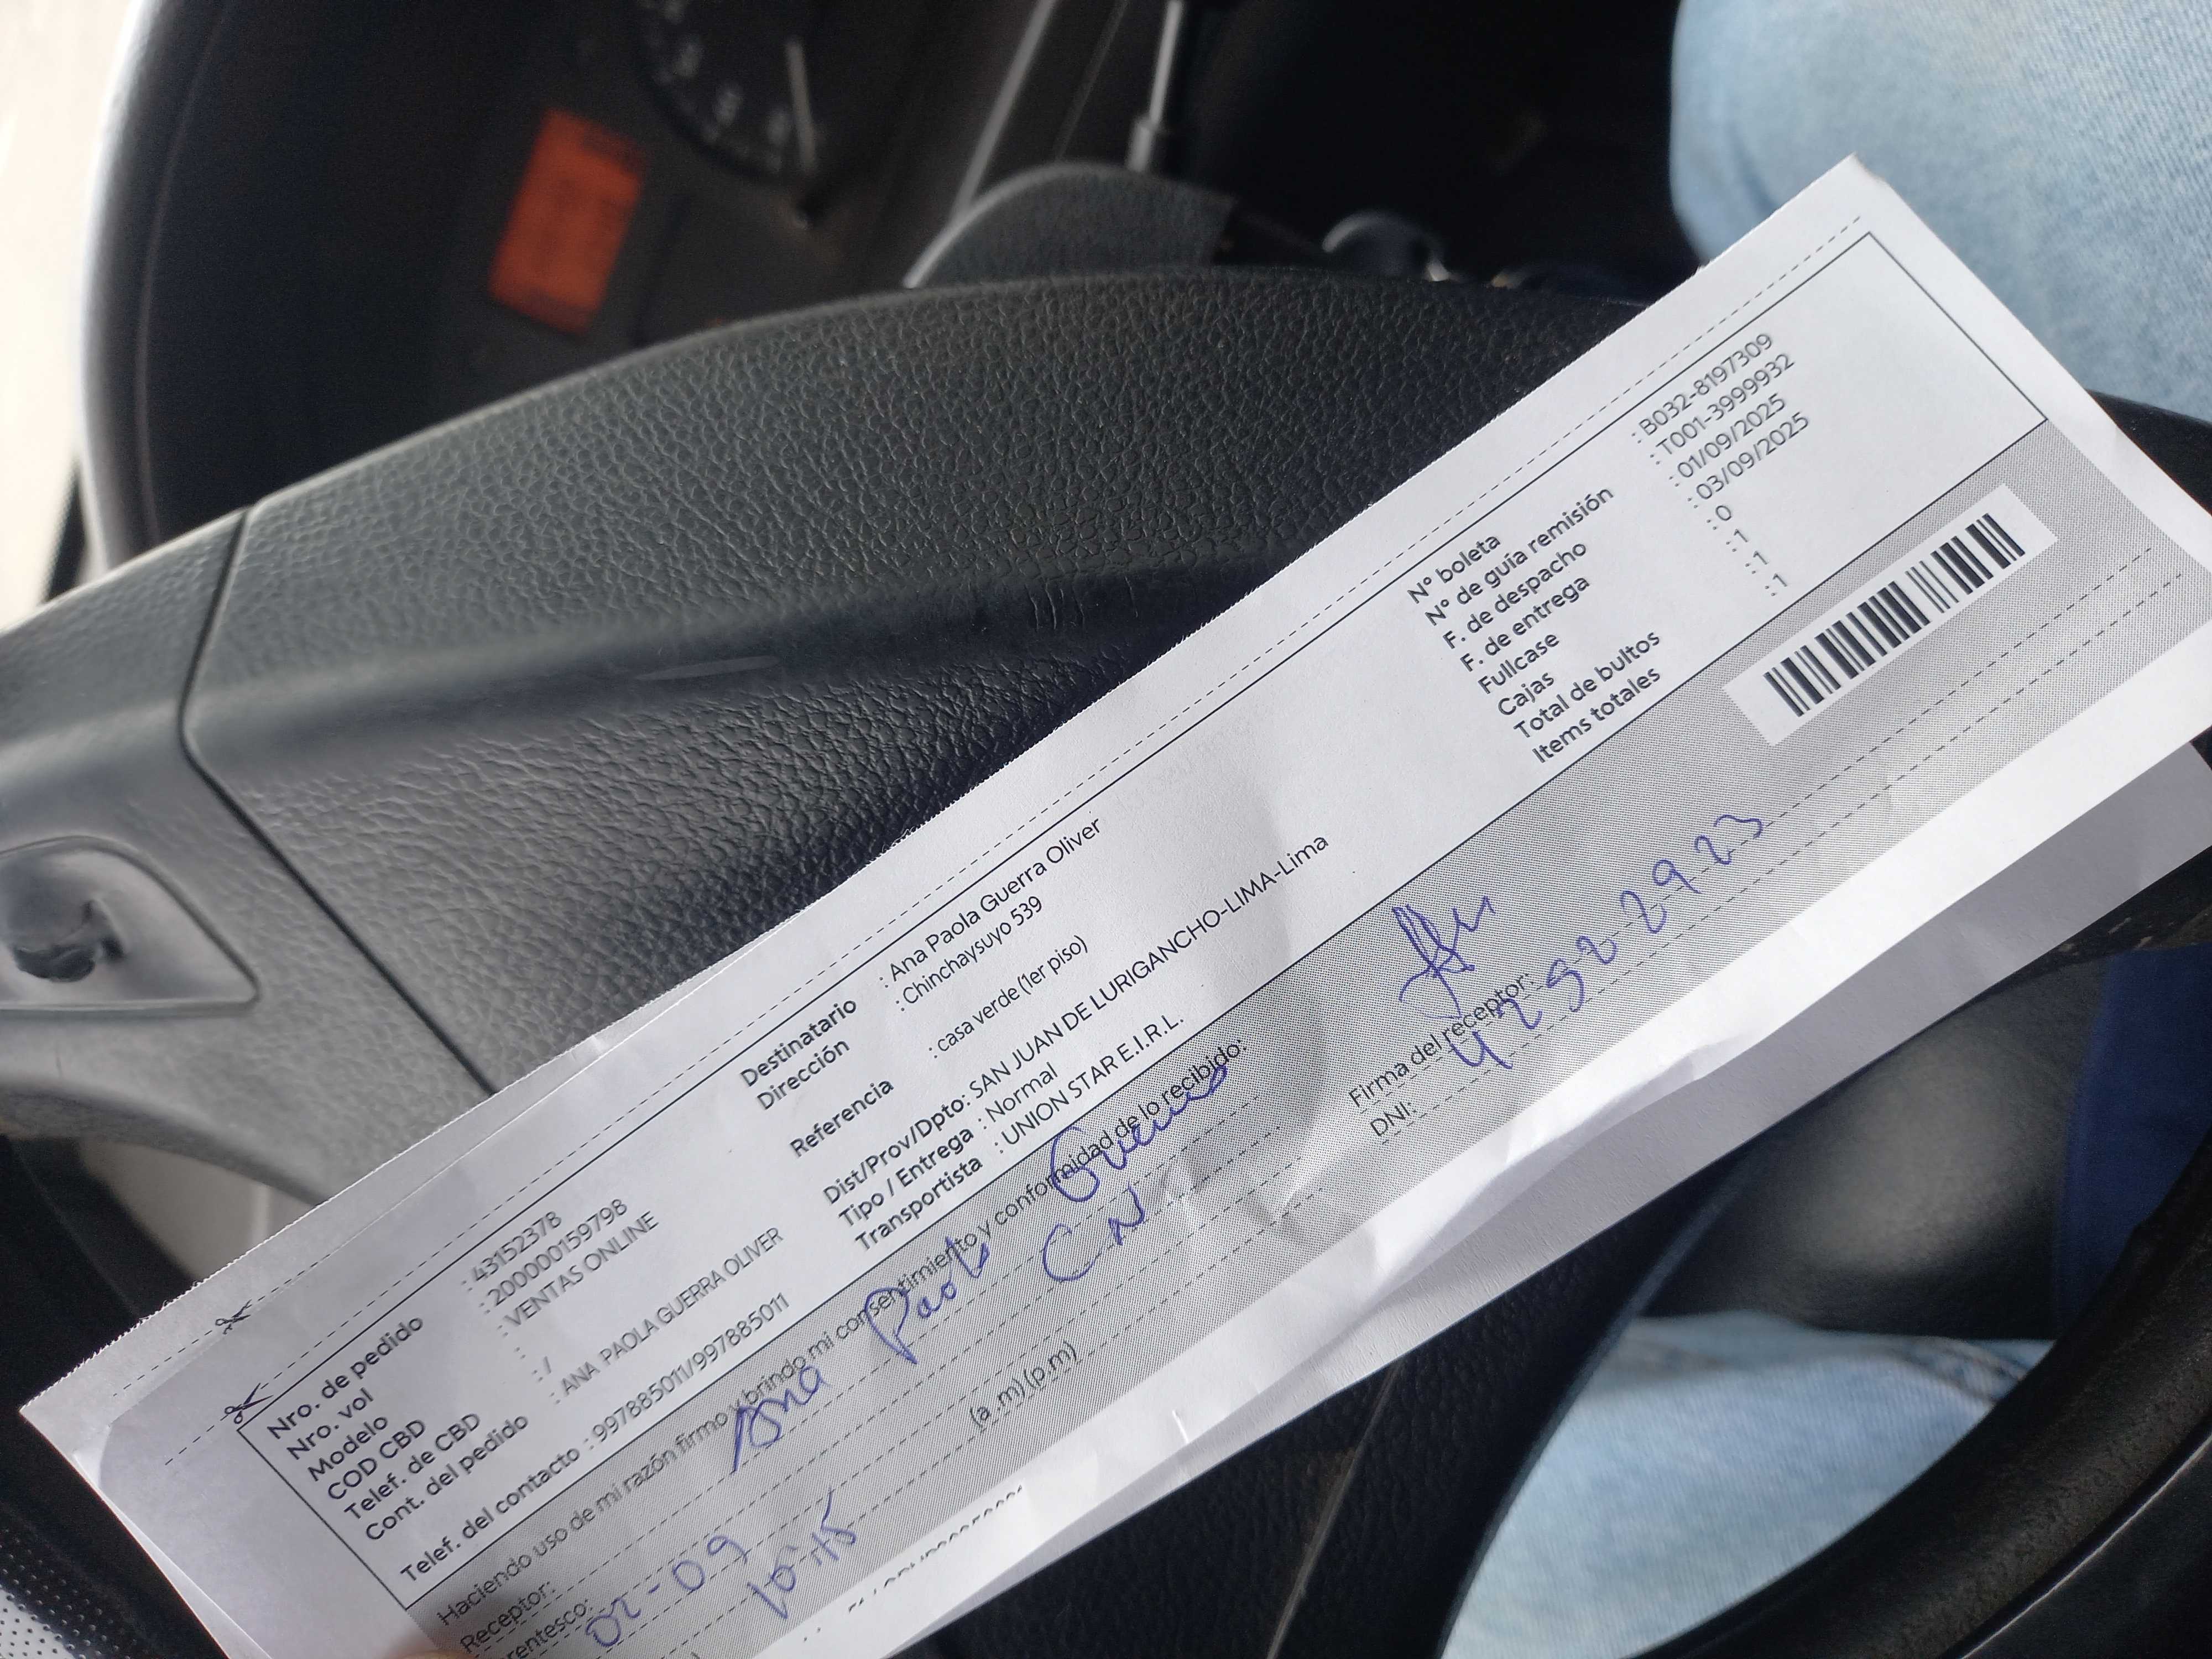 Nro. de pedido : 43152378
Nro. vol : 200000159798
Modelo : VENTAS ONLINE
COD CBD :
Telef. de CBD : /
Cont. del pedido : ANA PAOLA GUERRA OLIVER
Telef. del contacto : 997885011/997885011
Destinatario : Ana Paola Guerra Oliver
Dirección : Chinchaysuyo 539
Referencia : casa verde (1er piso)
Dist/Prov/Dpto: SAN JUAN DE LURIGANCHO-LIMA-Lima
Tipo / Entrega : Normal
Transportista : UNION STAR E.I.R.L.
N° boleta : B032-8197309
N° de guía remisión : T001-3999932
F. de despacho : 01/09/2025
F. de entrega : 03/09/2025
Fullcase : 0
Cajas : 1
Total de bultos : 1
Items totales : 1
Haciendo uso de mi razón firmo y brindo mi consentimiento y conformidad de lo recibido:
Receptor: Ana Paola Guerra
rentesco: CN
02-09
10:45 (a .m) (p.m)
Firma del receptor:
DNI: 42522923